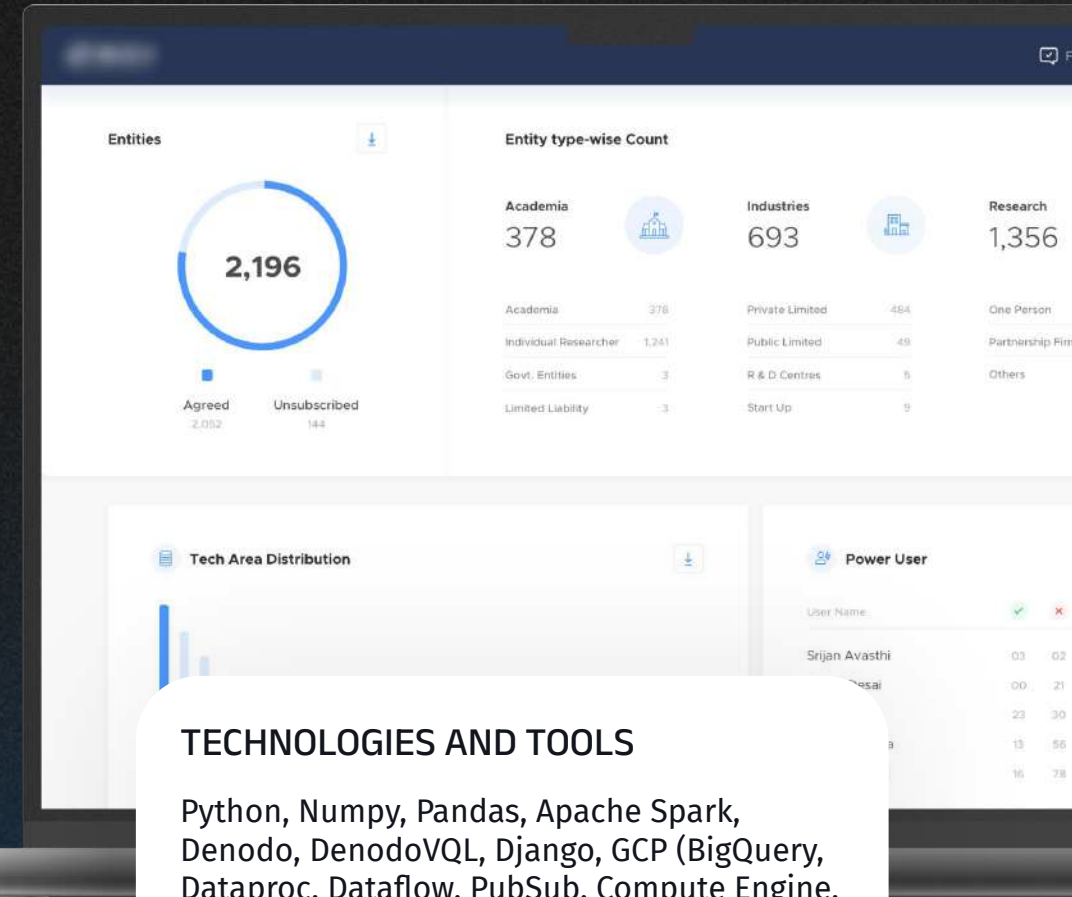 Entities
2,196
Agreed
2,052
Unsubscribed
144
Entity type-wise Count
Academia
378
Academia 378
Individual Researcher 1,241
Govt. Entities 3
Limited Liability 3
Industries
693
Private Limited 484
Public Limited 49
R & D Centres 5
Start Up 9
Research
1,356
One Person
Partnership Firm
Others
Tech Area Distribution
Power User
User Name
Srijan Avasthi 03 02
00 21
23 30
13 56
16 78
TECHNOLOGIES AND TOOLS
Python, Numpy, Pandas, Apache Spark,
Denodo, DenodoVQL, Django, GCP (BigQuery,
Dataproc, Dataflow, PubSub, Compute Engine,